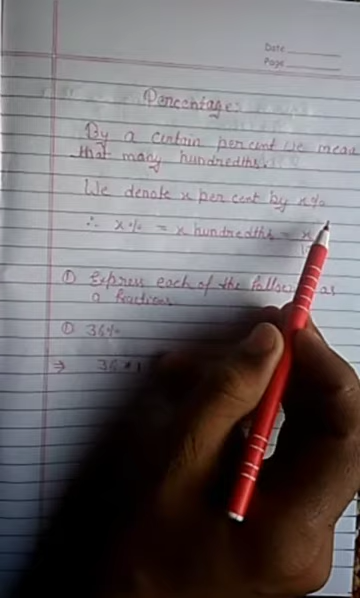 Date
Page
Percentage
By a certain per cent we mean
that many hundredths.
We denote x per cent by x%
∴ x% = x hundredths = x
① Express each of the as
a fraction
① 36%
⇒ 36